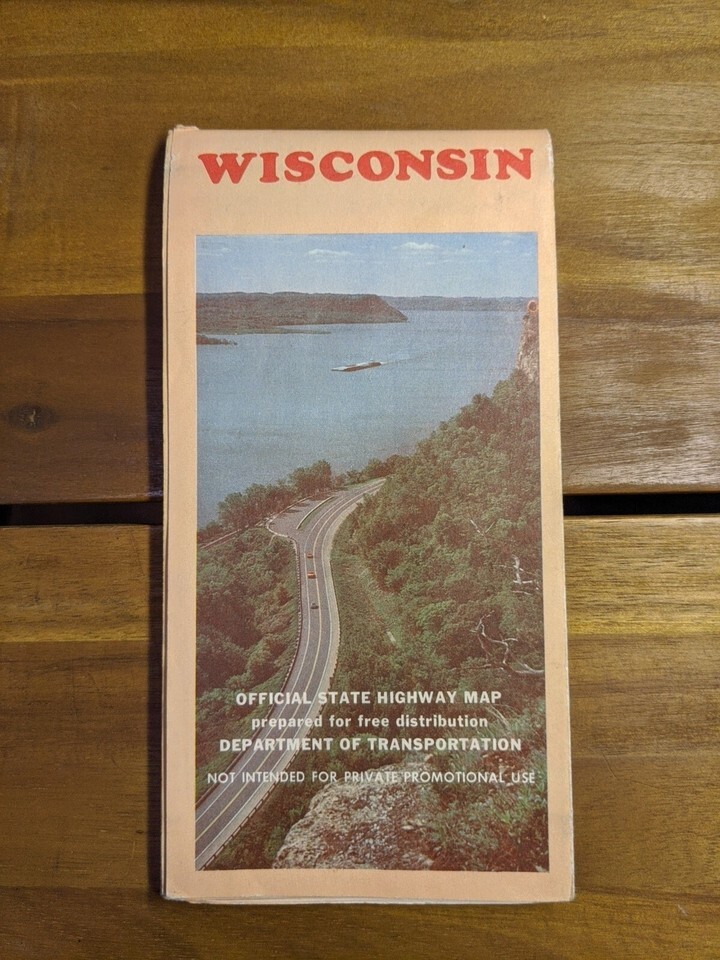 WISCONSIN
OFFICIAL STATE HIGHWAY MAP
prepared for free distribution
DEPARTMENT OF TRANSPORTATION
NOT INTENDED FOR PRIVATE PROMOTIONAL USE